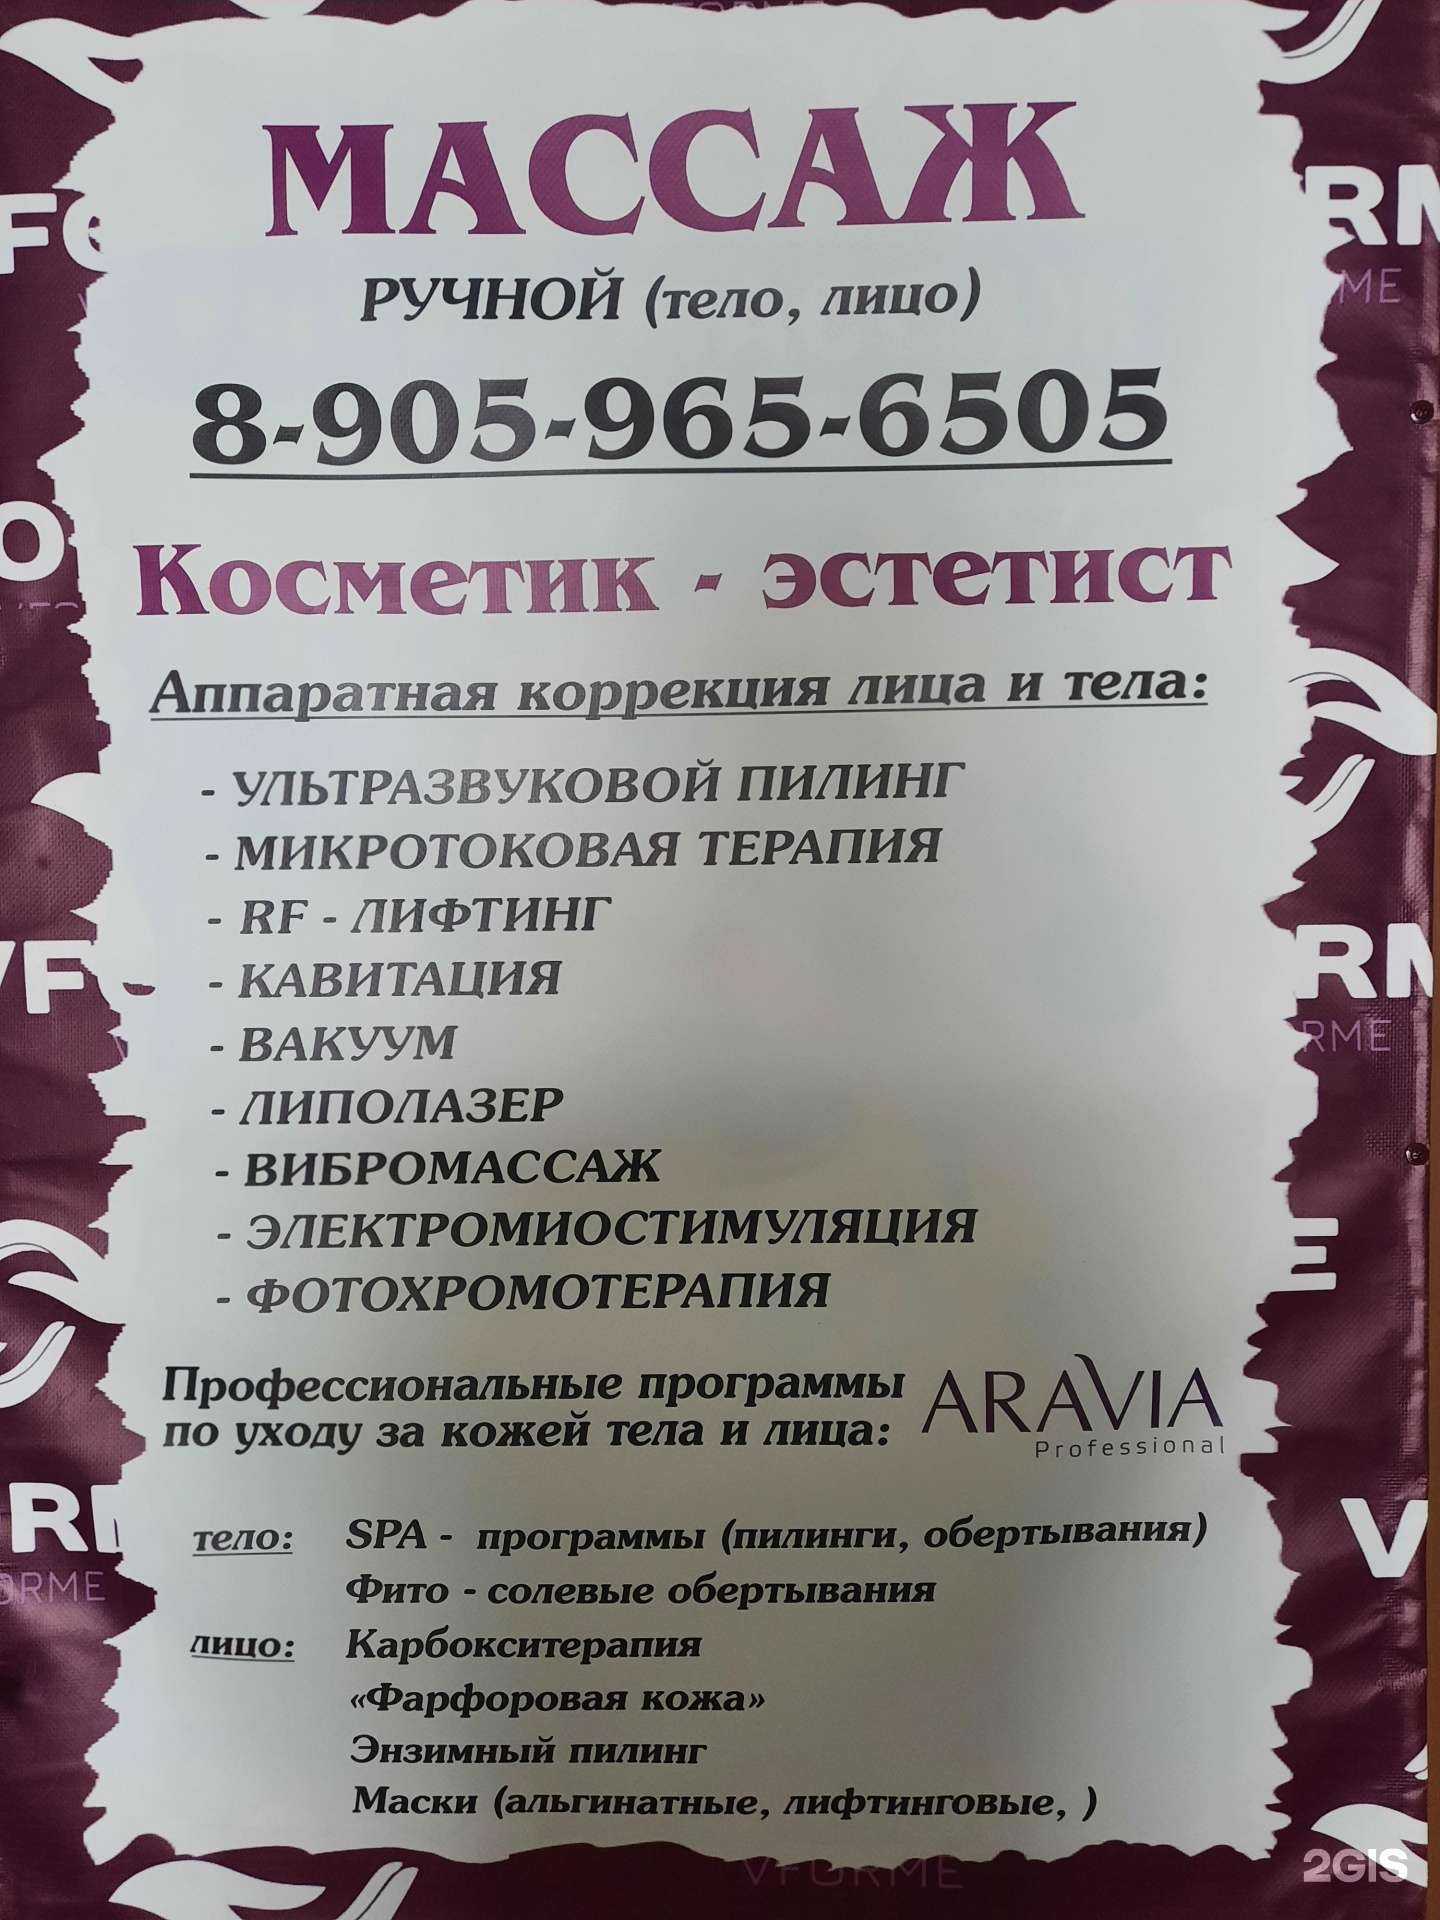 МАССАЖ
РУЧНОЙ (тело, лицо)
8-905-965-6505
Косметик - эстетист
Аппаратная коррекция лица и тела:
- УЛЬТРАЗВУКОВОЙ ПИЛИНГ
- МИКРОТОКОВАЯ ТЕРАПИЯ
- RF - ЛИФТИНГ
- КАВИТАЦИЯ
- ВАКУУМ
- ЛИПОЛАЗЕР
- ВИБРОМАССАЖ
- ЭЛЕКТРОМИОСТИМУЛЯЦИЯ
- ФОТОХРОМОТЕРАПИЯ
Профессиональные программы
по уходу за кожей тела и лица:
ARAVIA
Professional
тело: SPA - программы (пилинги, обертывания)
Фито - солевые обертывания
лицо: Карбокситерапия
«Фарфоровая кожа»
Энзимный пилинг
Маски (альгинатные, лифтинговые, )
VFORME
2GIS